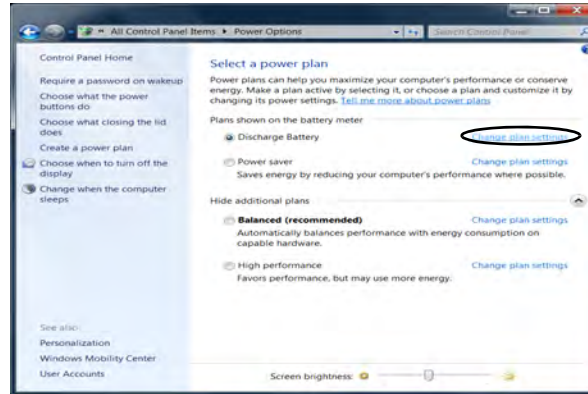 All Control Panel Items ▸ Power Options
Search Control Panel
Control Panel Home
Require a password on wakeup
Choose what the power
buttons do
Choose what closing the lid
does
Create a power plan
Choose when to turn off the
display
Change when the computer
sleeps
See also
Personalization
Windows Mobility Center
User Accounts
Select a power plan
Power plans can help you maximize your computer's performance or conserve
energy. Make a plan active by selecting it, or choose a plan and customize it by
changing its power settings. Tell me more about power plans
Plans shown on the battery meter
Discharge Battery Change plan settings
Power saver Change plan settings
Saves energy by reducing your computer's performance where possible.
Hide additional plans
Balanced (recommended) Change plan settings
Automatically balances performance with energy consumption on
capable hardware.
High performance Change plan settings
Favors performance, but may use more energy.
Screen brightness: